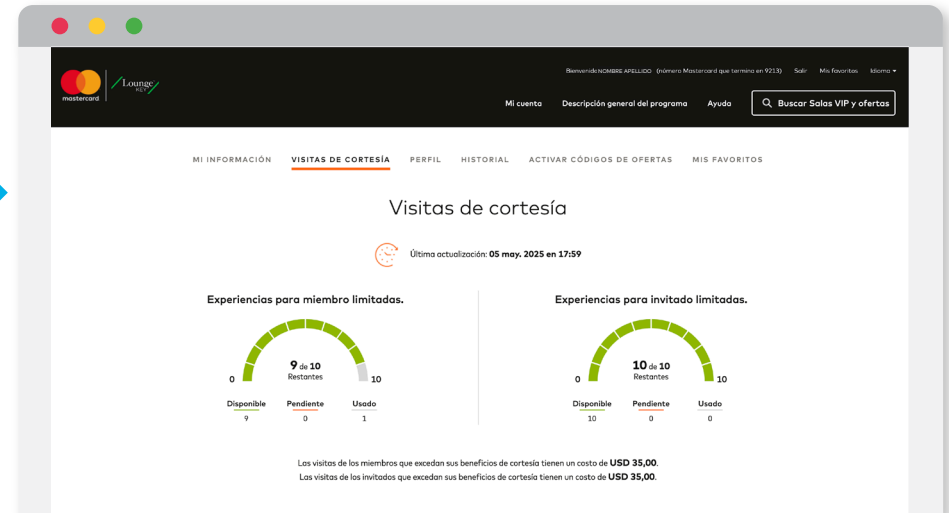 mastercard
Lounge
KEY
Bienvenido NOMBRE APELLIDO (número Mastercard que termina en 9213) Salir Mis favoritos Idioma
Mi cuenta Descripción general del programa Ayuda Buscar Salas VIP y ofertas
MI INFORMACIÓN VISITAS DE CORTESÍA PERFIL HISTORIAL ACTIVAR CÓDIGOS DE OFERTAS MIS FAVORITOS
Visitas de cortesía
Última actualización: 05 may. 2025 en 17:59
Experiencias para miembro limitadas.
9 de 10
Restantes
0 10
Disponible Pendiente Usado
9 0 1
Experiencias para invitado limitadas.
10 de 10
Restantes
0 10
Disponible Pendiente Usado
10 0 0
Las visitas de los miembros que excedan sus beneficios de cortesía tienen un costo de USD 35,00.
Las visitas de los invitados que excedan sus beneficios de cortesía tienen un costo de USD 35,00.